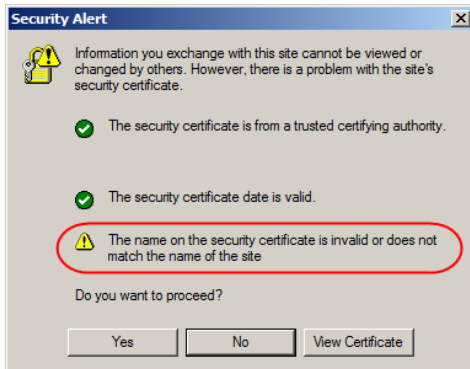 Security Alert
Information you exchange with this site cannot be viewed or
changed by others. However, there is a problem with the site's
security certificate.
The security certificate is from a trusted certifying authority.
The security certificate date is valid.
The name on the security certificate is invalid or does not
match the name of the site
Do you want to proceed?
Yes
No
View Certificate